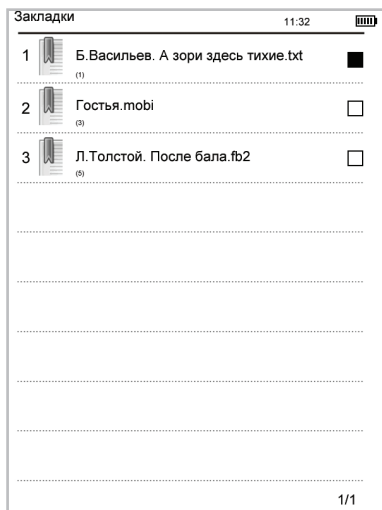 Закладки 11:32
1 Б.Васильев. А зори здесь тихие.txt
(1)
2 Гостья.mobi
(3)
3 Л.Толстой. После бала.fb2
(5)
1/1